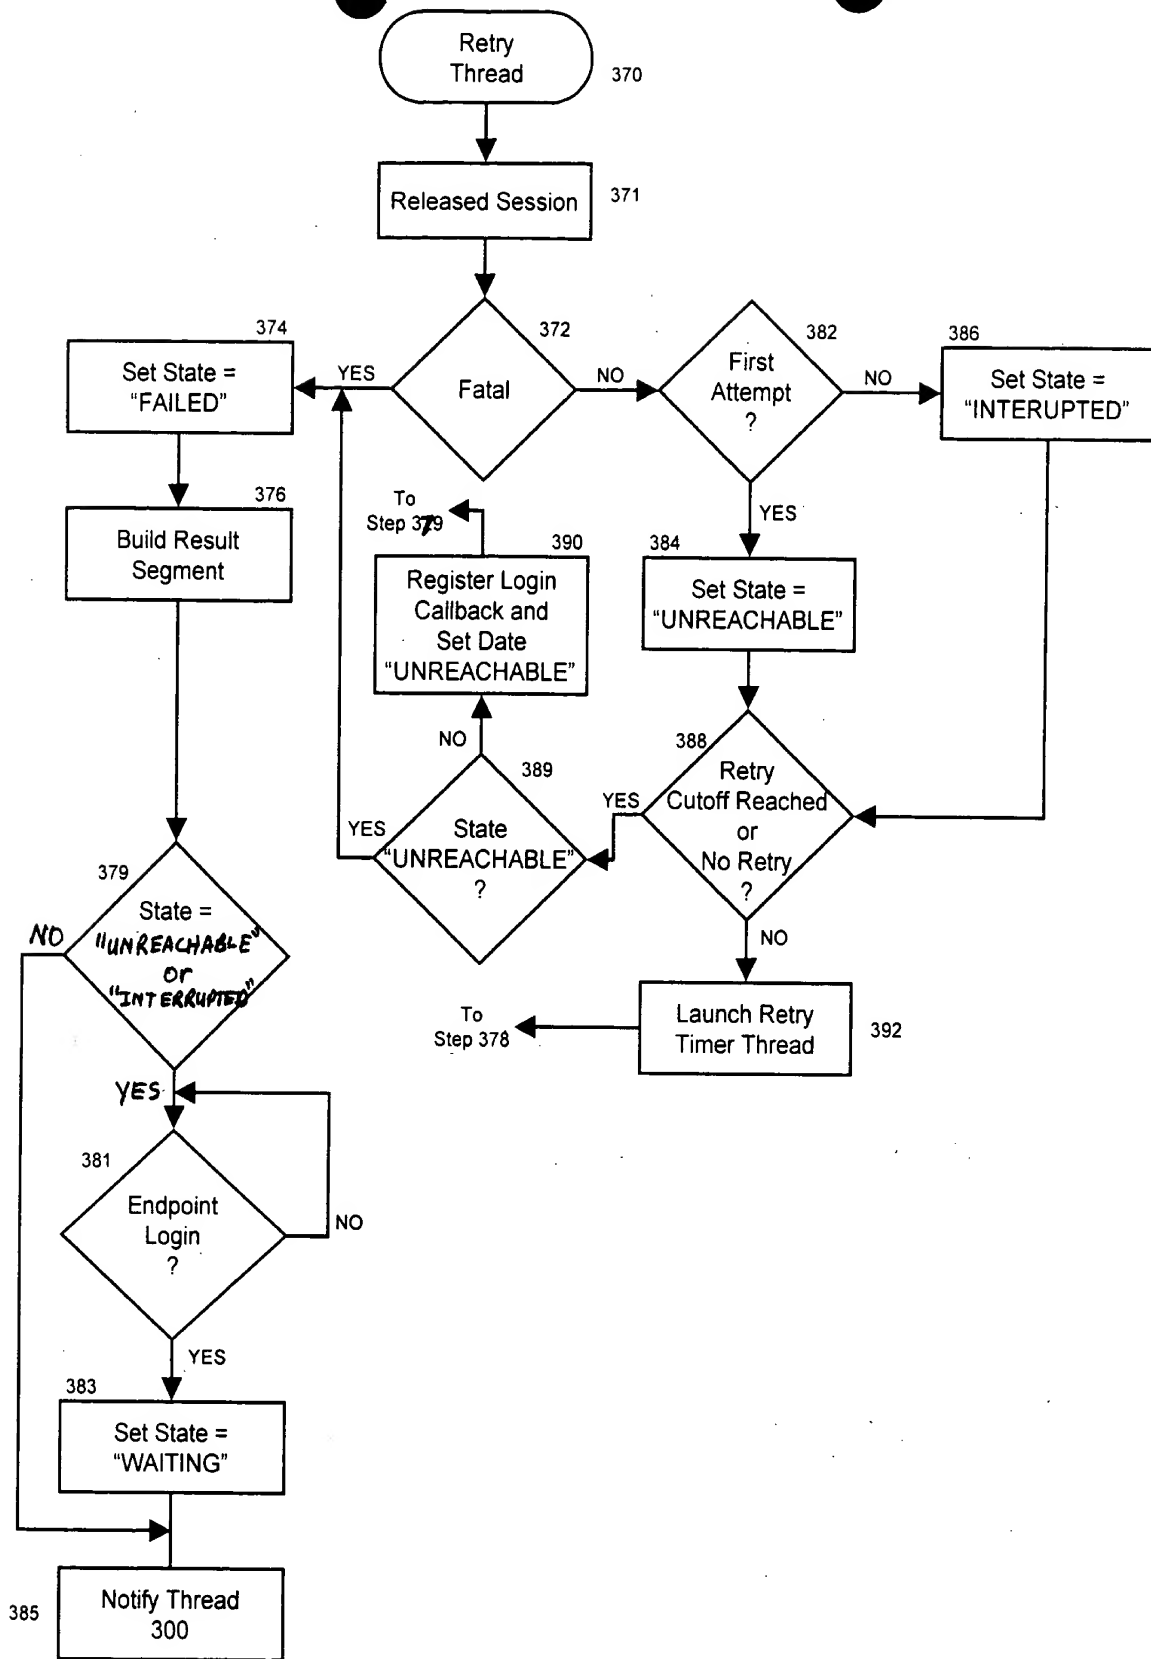 Retry
Thread
370
Released Session
371
374
372
382
386
Set State =
"FAILED"
YES
Fatal
NO
First
Attempt
?
NO
Set State =
"INTERUPTED"
376
To
Step 379
YES
Build Result
Segment
390
384
Register Login
Callback and
Set Date
"UNREACHABLE"
Set State =
"UNREACHABLE"
NO
388
389
Retry
Cutoff Reached
or
No Retry
?
YES
YES
State
"UNREACHABLE"
?
379
State =
"UNREACHABLE"
or
"INTERRUPTED"
NO
NO
To
Step 378
Launch Retry
Timer Thread
392
YES
381
Endpoint
Login
?
NO
YES
383
Set State =
"WAITING"
385
Notify Thread
300